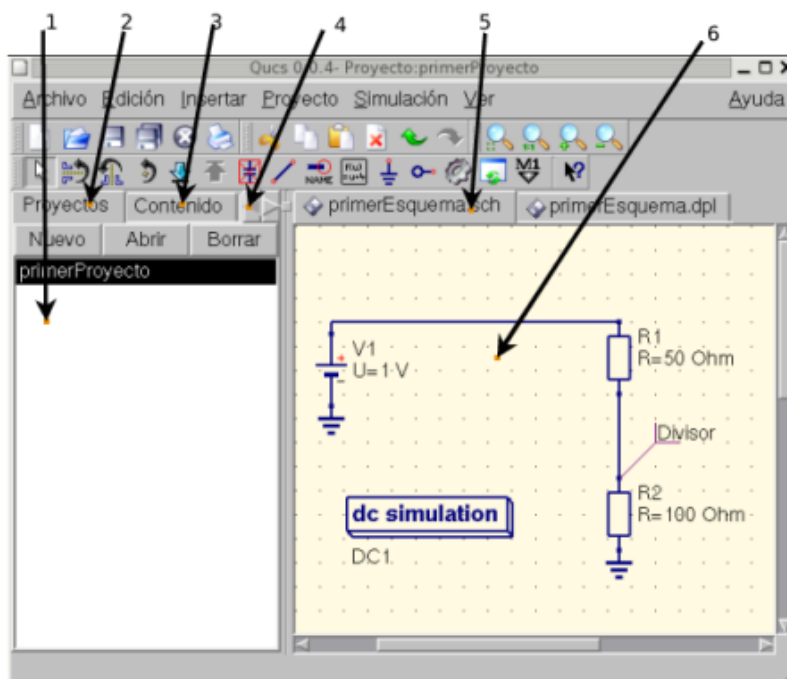 1 2 3 4 5 6
Qucs 0.0.4- Proyecto:primerProyecto
Archivo Edición Insertar Proyecto Simulación Ver Ayuda
NAME
M1
Proyectos Contenido primerEsquema.sch primerEsquema.dpl
Nuevo Abrir Borrar
primerProyecto
V1
U=1 V
R1
R=50 Ohm
Divisor
R2
R=100 Ohm
dc simulation
DC1